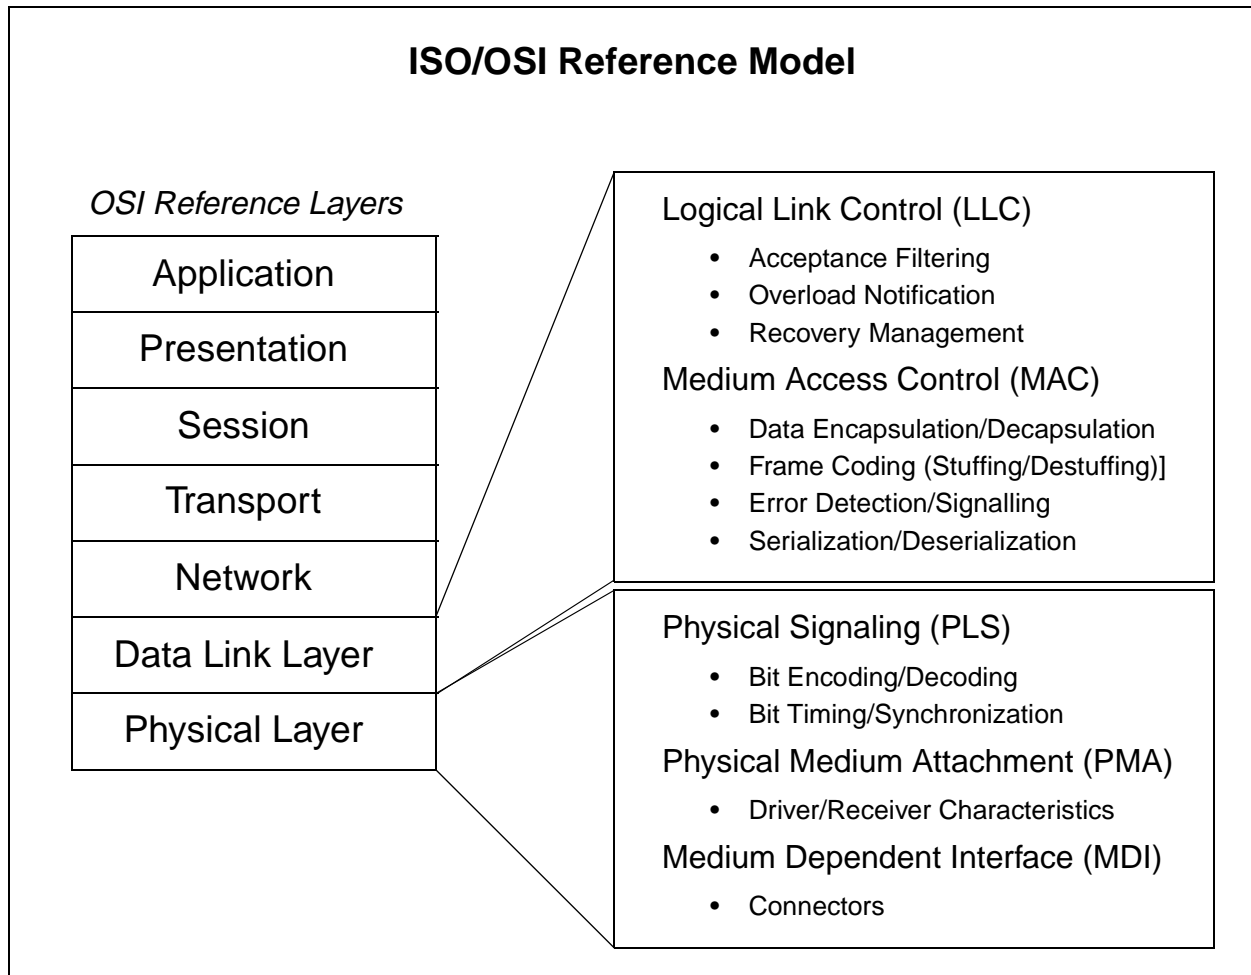 ISO/OSI Reference Model
OSI Reference Layers
Application
Presentation
Session
Transport
Network
Data Link Layer
Physical Layer
Logical Link Control (LLC)
• Acceptance Filtering
• Overload Notification
• Recovery Management
Medium Access Control (MAC)
• Data Encapsulation/Decapsulation
• Frame Coding (Stuffing/Destuffing)]
• Error Detection/Signalling
• Serialization/Deserialization
Physical Signaling (PLS)
• Bit Encoding/Decoding
• Bit Timing/Synchronization
Physical Medium Attachment (PMA)
• Driver/Receiver Characteristics
Medium Dependent Interface (MDI)
• Connectors